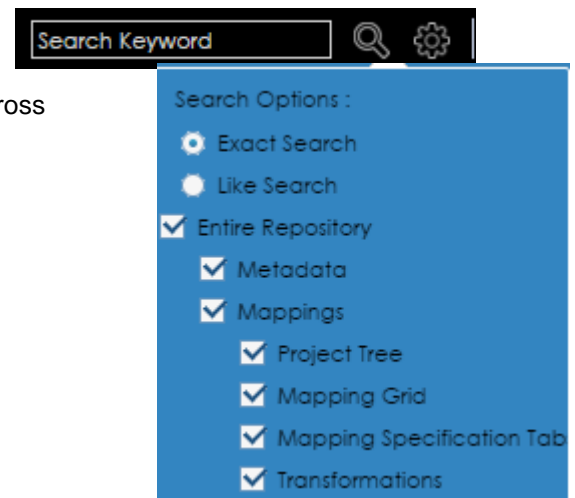 Search Keyword
ross
Search Options :
Exact Search
Like Search
Entire Repository
Metadata
Mappings
Project Tree
Mapping Grid
Mapping Specification Tab
Transformations